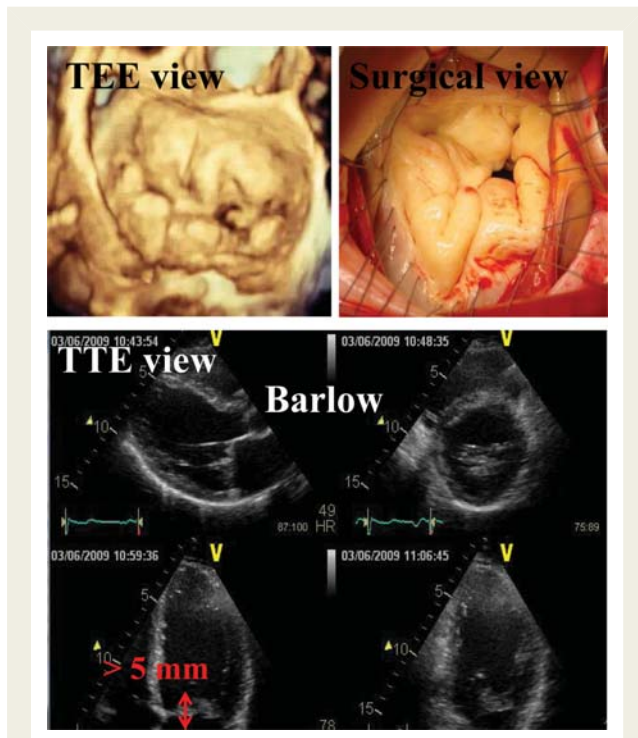 TEE view
Surgical view
03/06/2009 10:43:54
TTE view
5
10
15
49
HR
87:100
V
Barlow
03/06/2009 10:48:35
5
10
15
75:89
V
03/06/2009 10:59:36
5
10
> 5 mm
78
V
03/06/2009 11:06:45
5
10
15
V